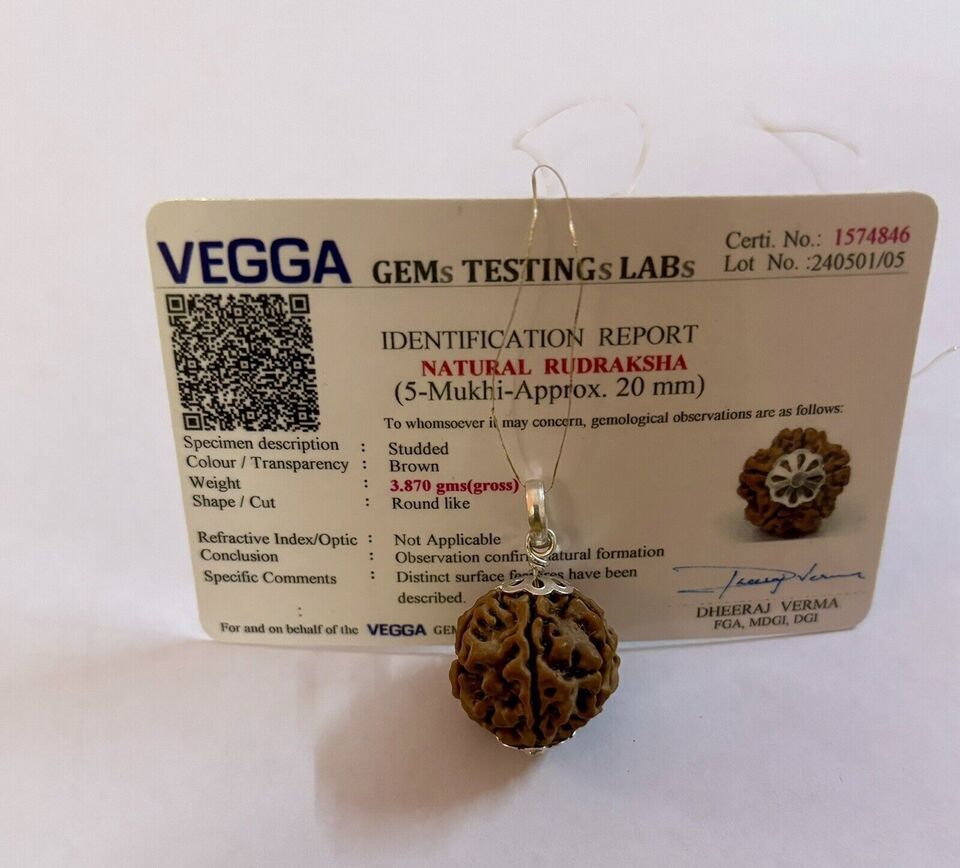 VEGGA GEMs TESTINGs LABs
Certi. No.: 1574846
Lot No. :240501/05
IDENTIFICATION REPORT
NATURAL RUDRAKSHA
(5-Mukhi-Approx. 20 mm)
To whomsoever it may concern, gemological observations are as follows:
Specimen description : Studded
Colour / Transparency : Brown
Weight : 3.870 gms(gross)
Shape / Cut : Round like
Refractive Index/Optic : Not Applicable
Conclusion : Observation natural formation
Specific Comments : Distinct surface have been
described.
:
For and on behalf of the VEGGA
DHEERAJ VERMA
FGA, MDGI, DGI